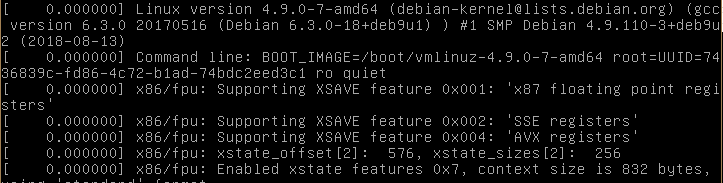 [    0.000000] Linux version 4.9.0-7-amd64 (debian-kernel@lists.debian.org) (gcc
 version 6.3.0 20170516 (Debian 6.3.0-18+deb9u1) ) #1 SMP Debian 4.9.110-3+deb9u
2 (2018-08-13)
[    0.000000] Command line: BOOT_IMAGE=/boot/vmlinuz-4.9.0-7-amd64 root=UUID=74
36839c-fd86-4c72-b1ad-74bdc2eed3c1 ro quiet
[    0.000000] x86/fpu: Supporting XSAVE feature 0x001: 'x87 floating point regi
sters'
[    0.000000] x86/fpu: Supporting XSAVE feature 0x002: 'SSE registers'
[    0.000000] x86/fpu: Supporting XSAVE feature 0x004: 'AVX registers'
[    0.000000] x86/fpu: xstate_offset[2]:  576, xstate_sizes[2]:  256
[    0.000000] x86/fpu: Enabled xstate features 0x7, context size is 832 bytes,
using 'standard' format